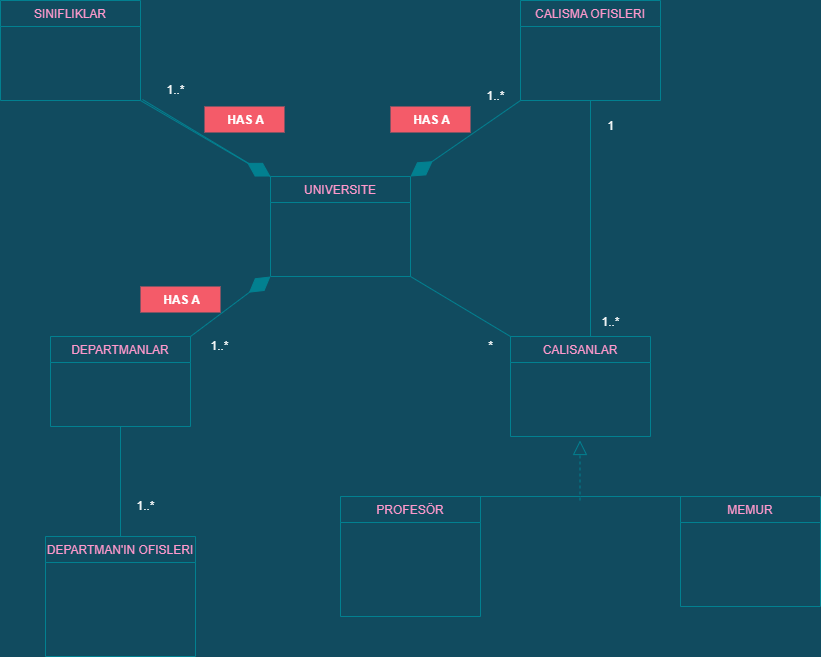 SINIFLIKLAR
CALISMA OFISLERI
1..*
1..*
HAS A
HAS A
1
UNIVERSITE
HAS A
1..*
1..*
*
DEPARTMANLAR
CALISANLAR
1..*
PROFESÖR
MEMUR
DEPARTMAN'IN OFISLERI